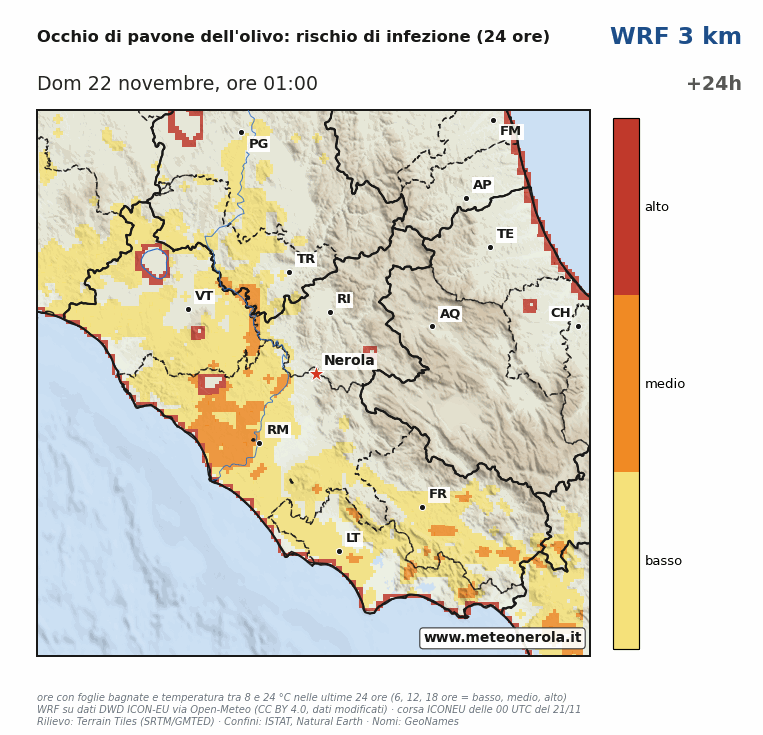 Occhio di pavone dell'olivo: rischio di infezione (24 ore)
WRF 3 km
Dom 22 novembre, ore 01:00
+24h
FM
PG
AP
TE
TR
VT
RI
AQ
CH
Nerola
RM
FR
LT
alto
medio
basso
www.meteonerola.it
ore con foglie bagnate e temperatura tra 8 e 24 °C nelle ultime 24 ore (6, 12, 18 ore = basso, medio, alto)
WRF su dati DWD ICON-EU via Open-Meteo (CC BY 4.0, dati modificati) · corsa ICONEU delle 00 UTC del 21/11
Rilievo: Terrain Tiles (SRTM/GMTED) · Confini: ISTAT, Natural Earth · Nomi: GeoNames